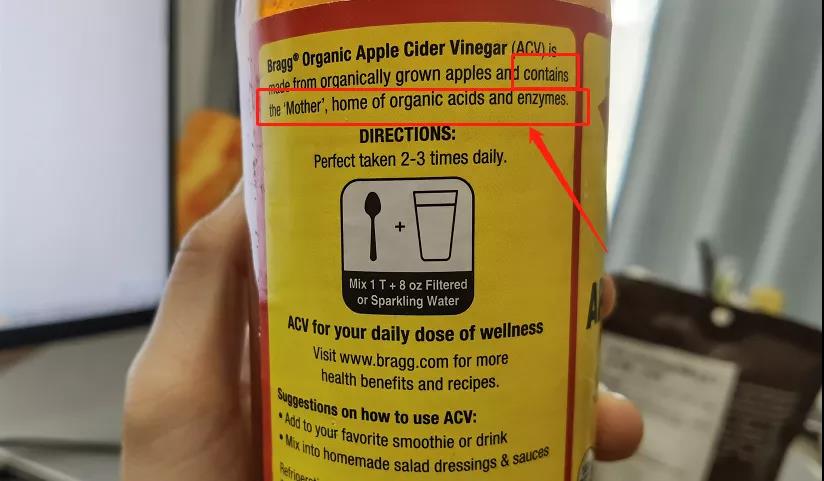 Bragg® Organic Apple Cider Vinegar (ACV) is
made from organically grown apples and contains
the 'Mother', home of organic acids and enzymes.
DIRECTIONS:
Perfect taken 2-3 times daily.
+
Mix 1 T + 8 oz Filtered
or Sparkling Water
ACV for your daily dose of wellness
Visit www.bragg.com for more
health benefits and recipes.
Suggestions on how to use ACV:
• Add to your favorite smoothie or drink
• Mix into homemade salad dressings & sauces